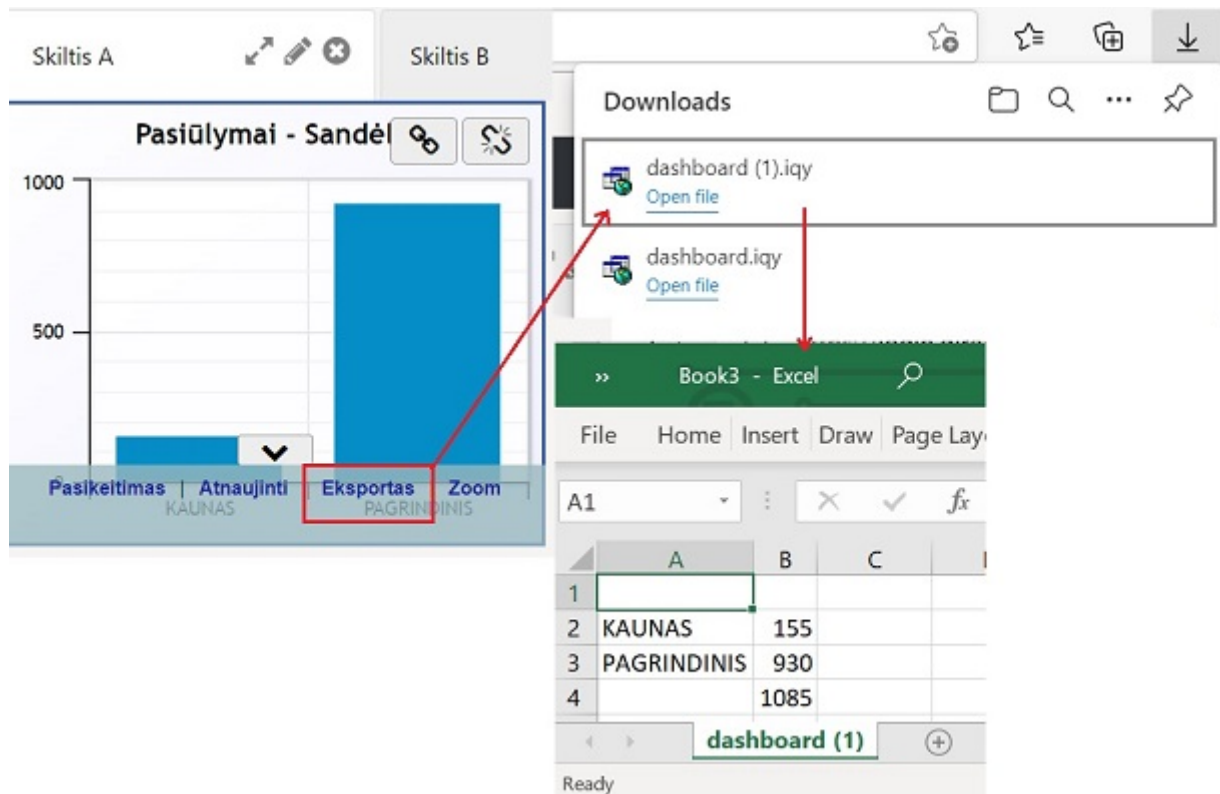 Skiltis A
Skiltis B
Pasiūlymai - Sandėl
1000
500
Pasikeitimas | Atnaujinti | Eksportas Zoom |
KAUNAS PAGRINDINIS
Downloads
dashboard (1).iqy
Open file
dashboard.iqy
Open file
» Book3 - Excel
File Home Insert Draw Page Lay
A1 fx
A B C
1
2 KAUNAS 155
3 PAGRINDINIS 930
4 1085
dashboard (1)
Ready